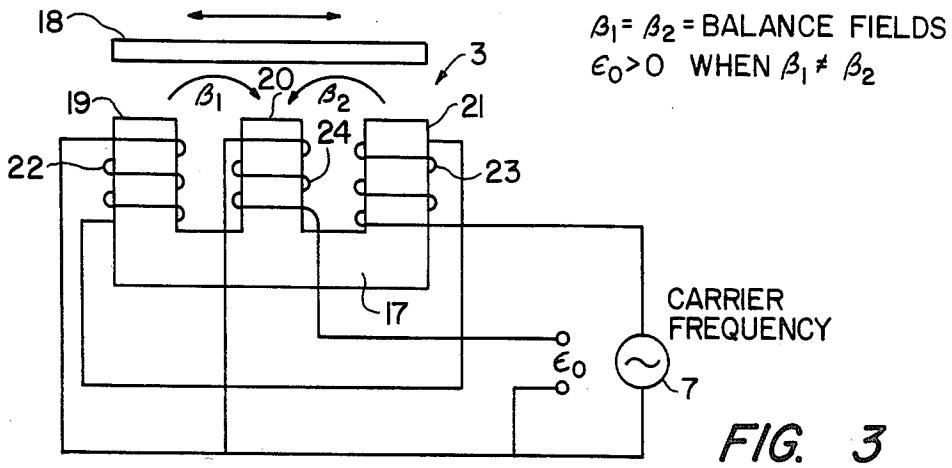 18
β₁ = β₂ = BALANCE FIELDS
ϵ₀>0 WHEN β₁ ≠ β₂
3
20
19
β₁
β₂
21
22
24
23
17
CARRIER
FREQUENCY
ϵ₀
7
FIG. 3